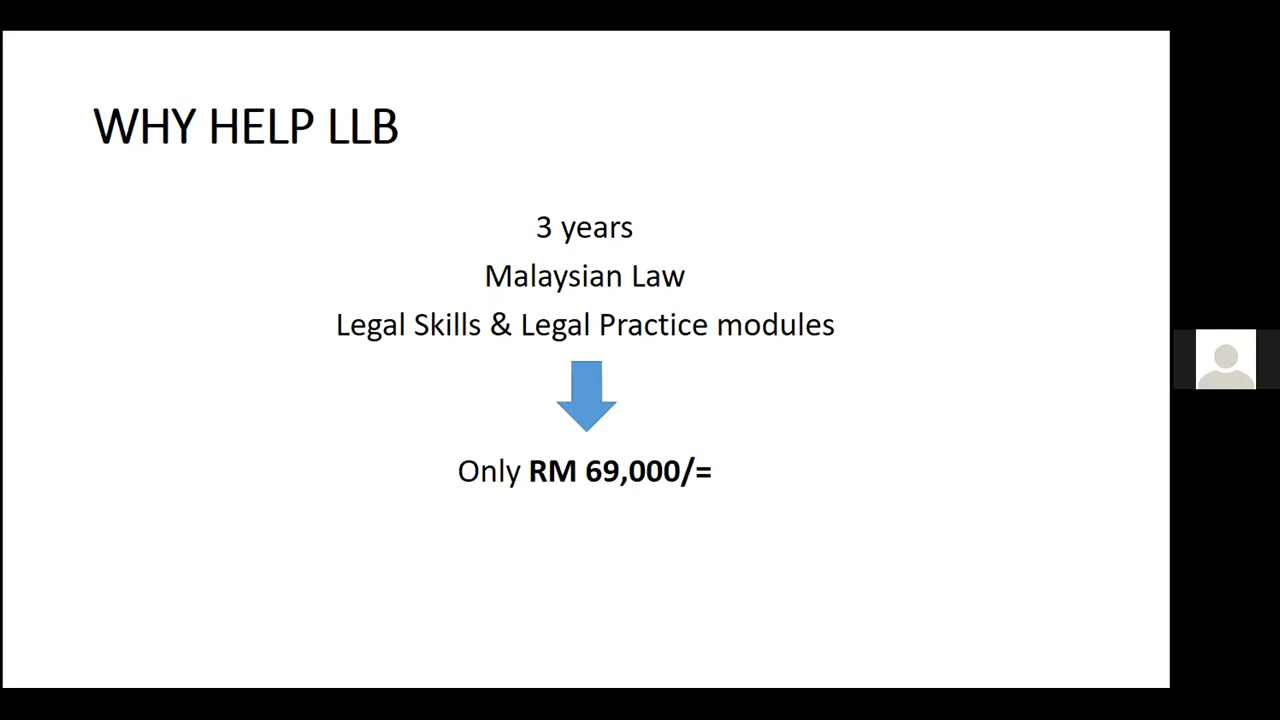 WHY HELP LLB
3 years
Malaysian Law
Legal Skills & Legal Practice modules
Only RM 69,000/=